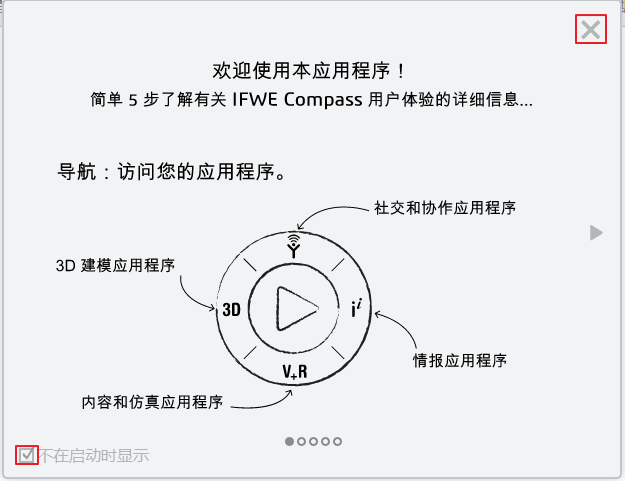 欢迎使用本应用程序！
简单 5 步了解有关 IFWE Compass 用户体验的详细信息...
导航：访问您的应用程序。
社交和协作应用程序
3D 建模应用程序
3D
i i
V+R
情报应用程序
内容和仿真应用程序
不在启动时显示